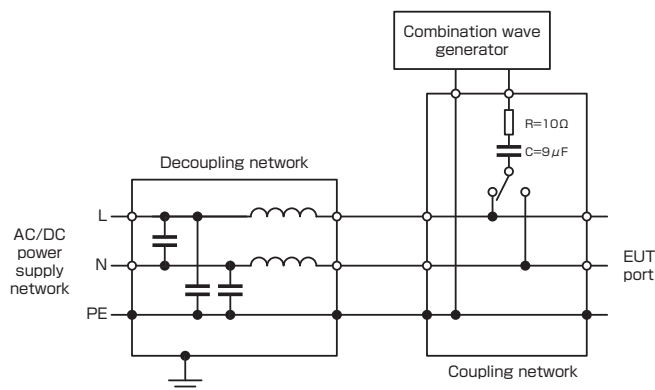 Combination wave
generator
R=10Ω
C=9μF
Decoupling network
L
AC/DC
power
supply
network
N
EUT
port
PE
Coupling network